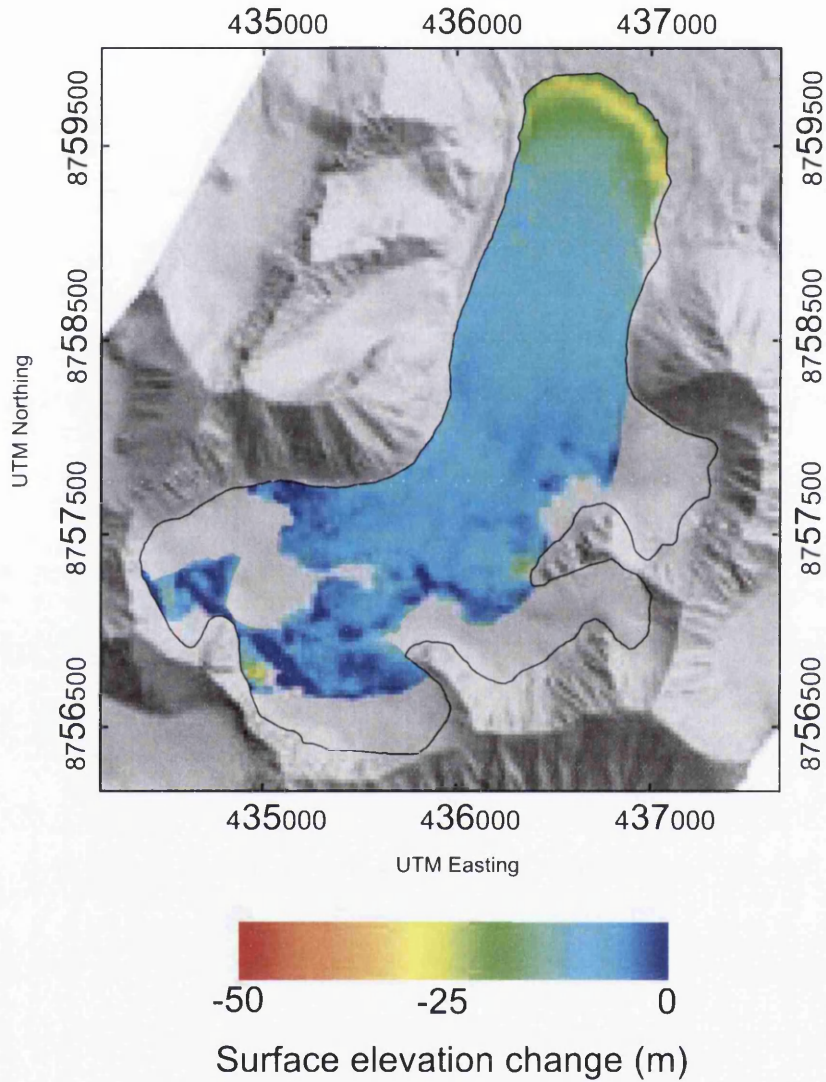 435000 436000 437000
8759500 8759500
8758500 8758500
UTM Northing
8757500 8757500
8756500 8756500
435000 436000 437000
UTM Easting
-50 -25 0
Surface elevation change (m)